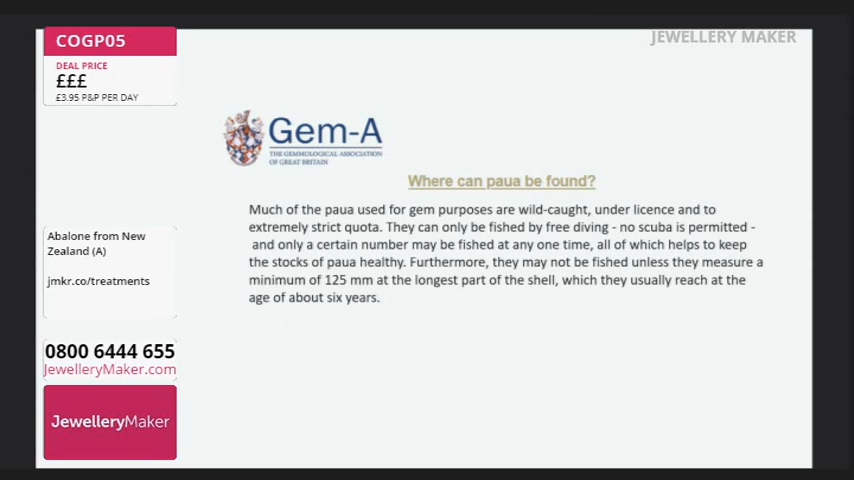 COGP05
DEAL PRICE
£££
£3.95 P&P PER DAY
JEWELLERY MAKER
Gem-A
THE GEMMOLOGICAL ASSOCIATION
OF GREAT BRITAIN
Where can paua be found?
Much of the paua used for gem purposes are wild-caught, under licence and to
extremely strict quota. They can only be fished by free diving - no scuba is permitted -
and only a certain number may be fished at any one time, all of which helps to keep
the stocks of paua healthy. Furthermore, they may not be fished unless they measure a
minimum of 125 mm at the longest part of the shell, which they usually reach at the
age of about six years.
Abalone from New
Zealand (A)
jmkr.co/treatments
0800 6444 655
JewelleryMaker.com
JewelleryMaker